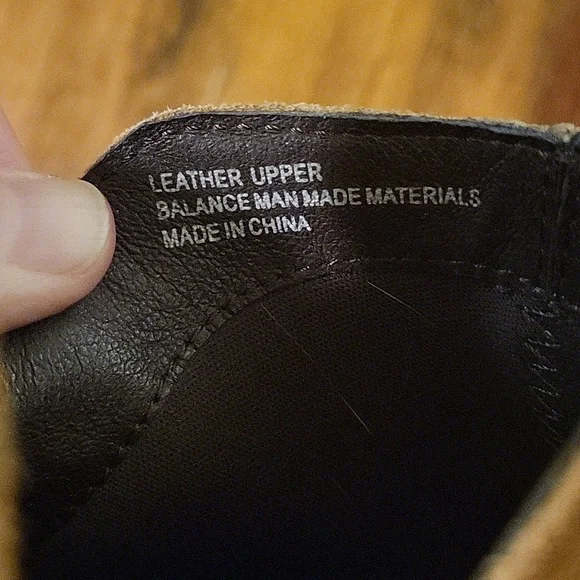 LEATHER UPPER
BALANCE MAN MADE MATERIALS
MADE IN CHINA